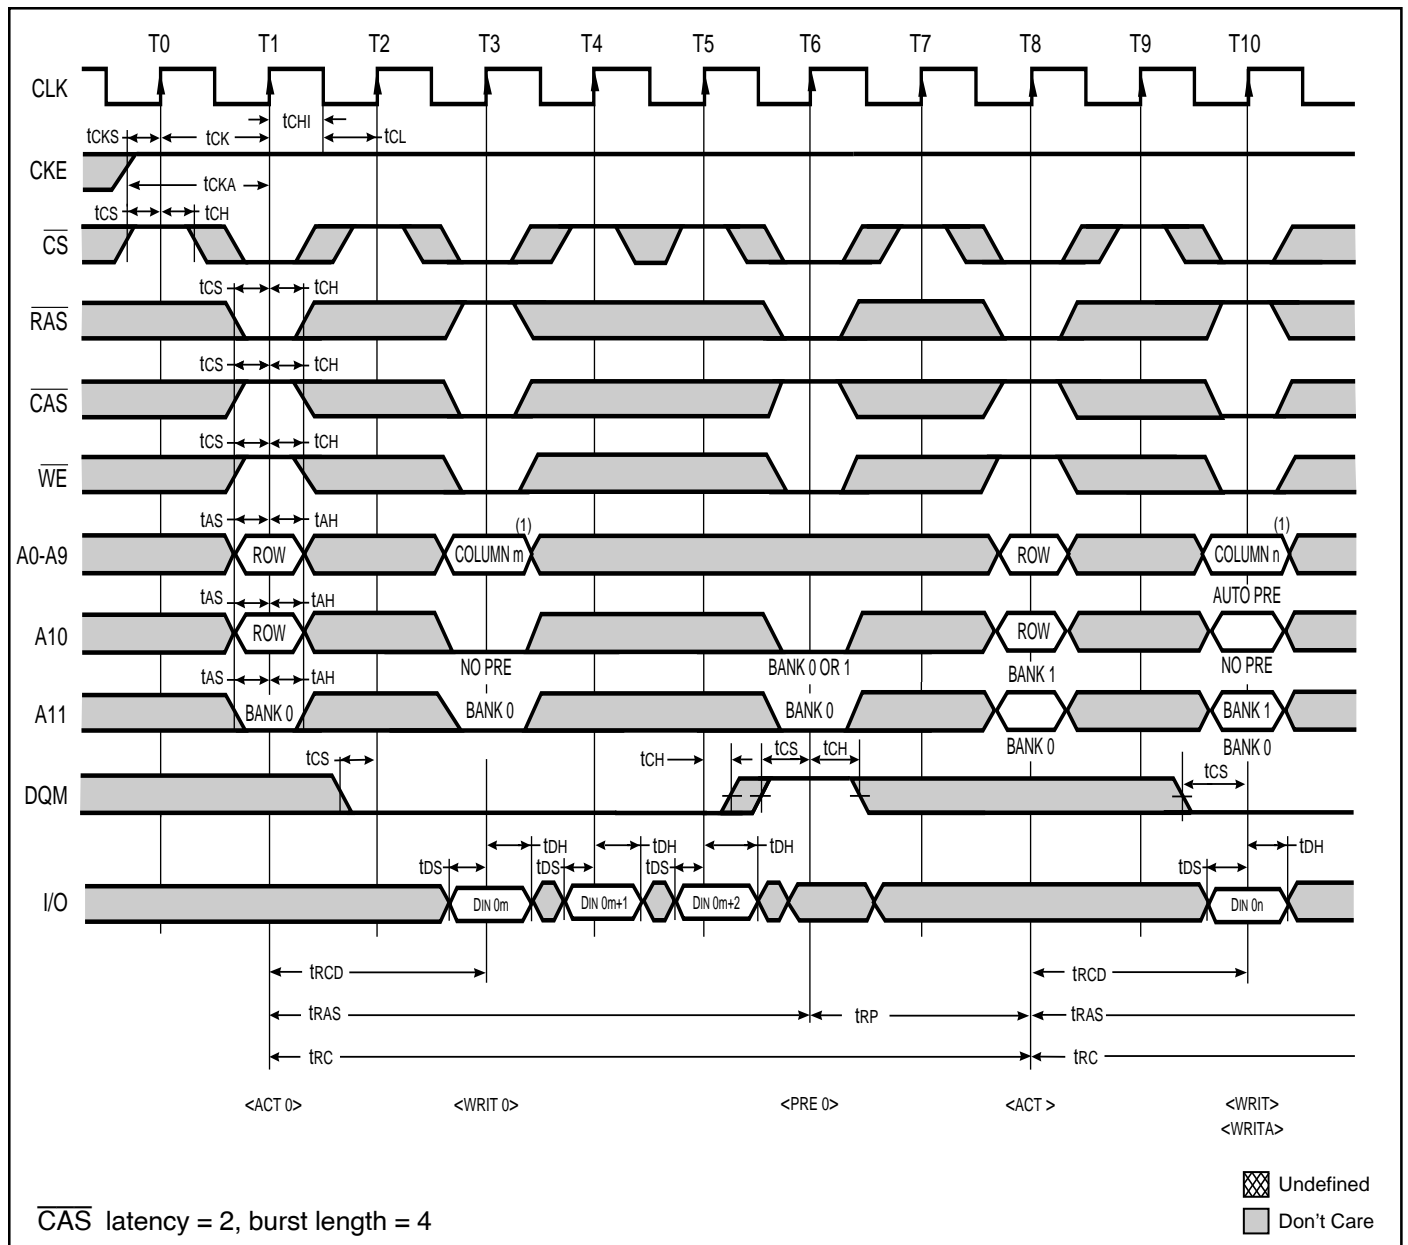 T0 T1 T2 T3 T4 T5 T6 T7 T8 T9 T10
CLK
tCHI
tCKS tCK tCL
CKE
tCKA
tCS tCH
CS
tCS tCH
RAS
tCS tCH
CAS
tCS tCH
WE
tAS tAH (1) (1)
A0-A9 ROW COLUMN m ROW COLUMN n
tAS tAH AUTO PRE
A10 ROW ROW
NO PRE BANK 0 OR 1 BANK 1 NO PRE
tAS tAH
A11 BANK 0 BANK 0 BANK 0 BANK 1
BANK 0 BANK 0
tCS tCH tCS tCH tCS
DQM
tDH tDH tDH tDH
tDS tDS tDS tDS
I/O DIN 0m DIN 0m+1 DIN 0m+2 DIN 0n
tRCD tRCD
tRAS tRP tRAS
tRC tRC
<ACT 0> <WRIT 0> <PRE 0> <ACT > <WRIT>
<WRITA>
Undefined
CAS latency = 2, burst length = 4
Don't Care